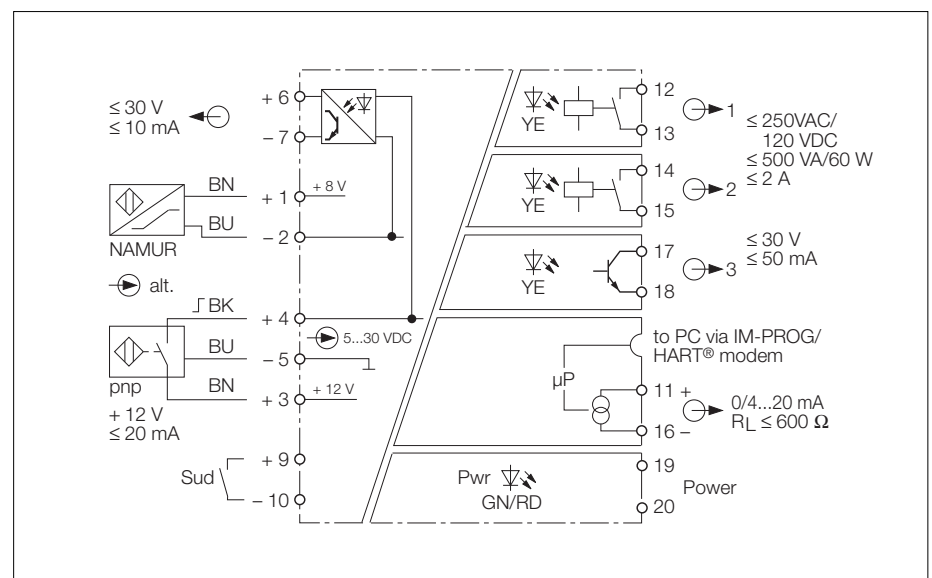 ≤ 30 V
≤ 10 mA
+ 6
– 7
BN
+ 1
+ 8 V
BU
– 2
NAMUR
alt.
BK
+ 4
5...30 VDC
BU
– 5
BN
+ 3
+ 12 V
pnp
+ 12 V
≤ 20 mA
+ 9
Sud
– 10
YE
12
13
1
≤ 250VAC/
120 VDC
≤ 500 VA/60 W
≤ 2 A
YE
14
15
2
YE
17
18
3
≤ 30 V
≤ 50 mA
to PC via IM-PROG/
HART® modem
µP
11 +
16 –
0/4...20 mA
RL ≤ 600 Ω
Pwr
GN/RD
19
20
Power